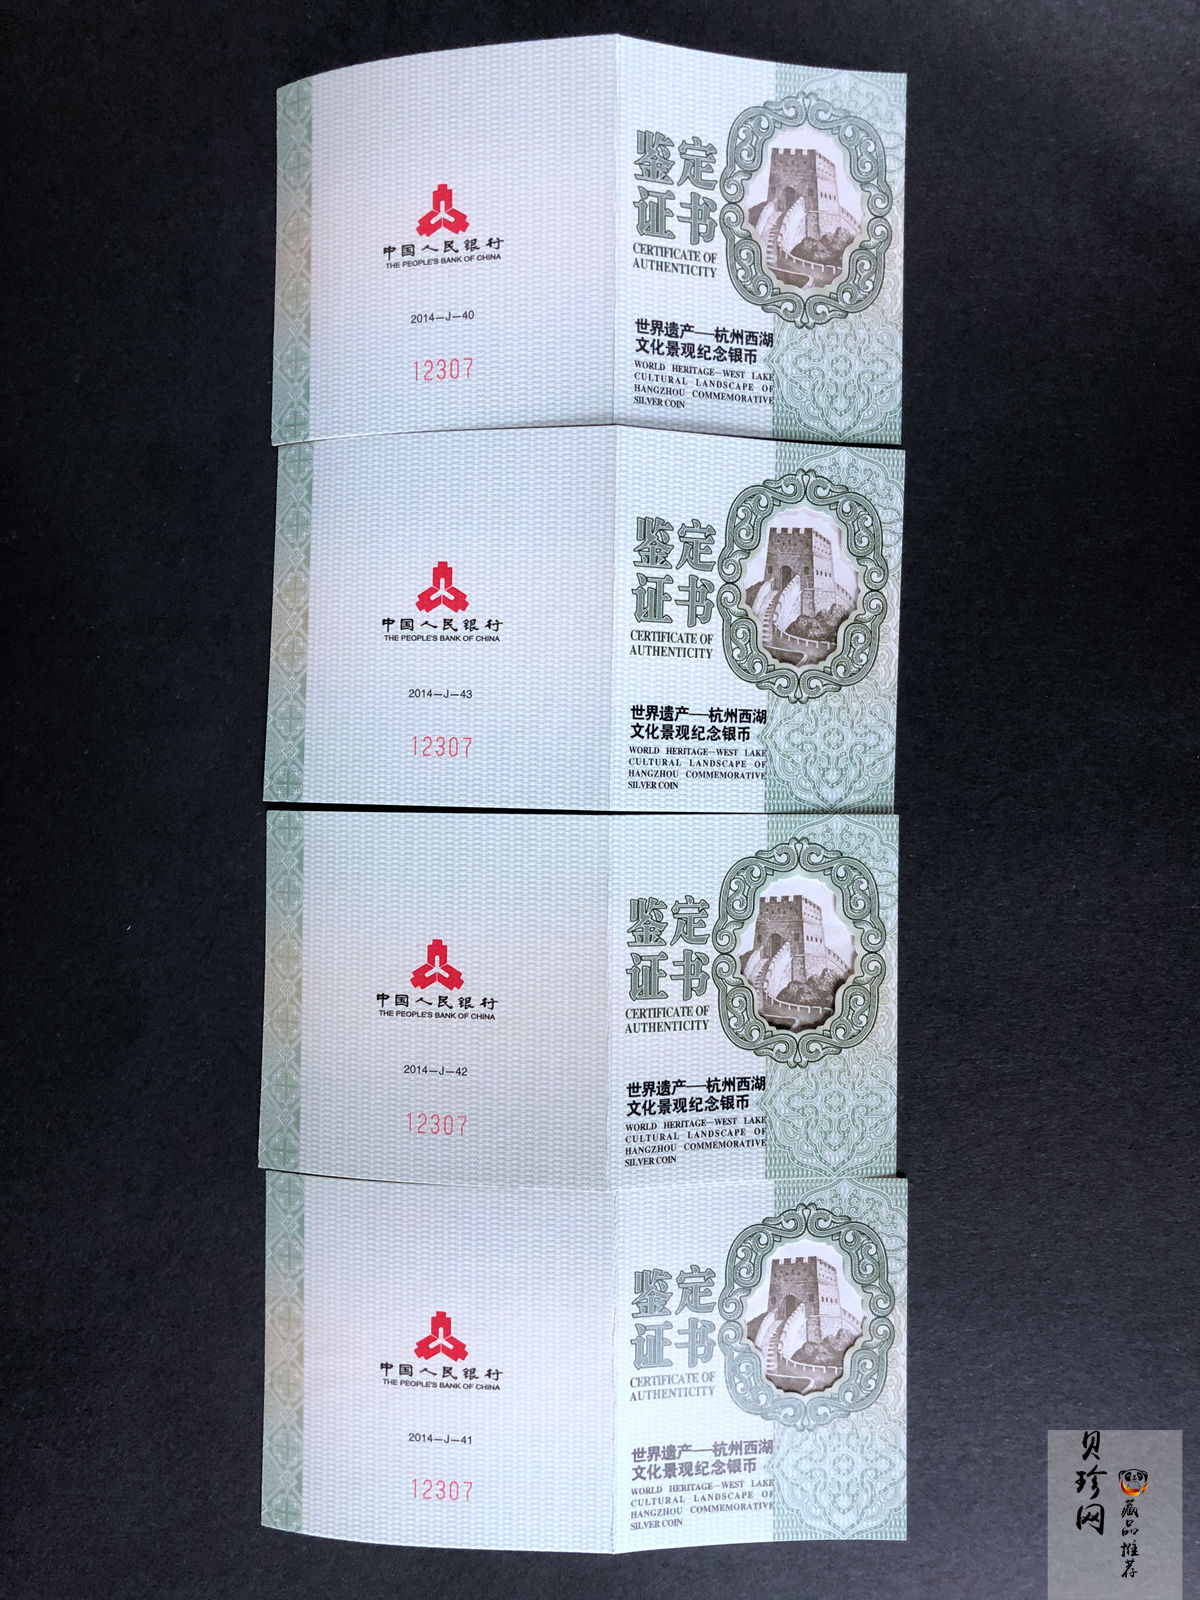 中国人民银行
THE PEOPLE'S BANK OF CHINA
2014—J—40
12307
鉴定
证书
CERTIFICATE OF
AUTHENTICITY
世界遗产—杭州西湖
文化景观纪念银币
WORLD HERITAGE—WEST LAKE
CULTURAL LANDSCAPE OF
HANGZHOU COMMEMORATIVE
SILVER COIN
中国人民银行
THE PEOPLE'S BANK OF CHINA
2014—J—43
12307
鉴定
证书
CERTIFICATE OF
AUTHENTICITY
世界遗产—杭州西湖
文化景观纪念银币
WORLD HERITAGE—WEST LAKE
CULTURAL LANDSCAPE OF
HANGZHOU COMMEMORATIVE
SILVER COIN
中国人民银行
THE PEOPLE'S BANK OF CHINA
2014—J—42
12307
鉴定
证书
CERTIFICATE OF
AUTHENTICITY
世界遗产—杭州西湖
文化景观纪念银币
WORLD HERITAGE—WEST LAKE
CULTURAL LANDSCAPE OF
HANGZHOU COMMEMORATIVE
SILVER COIN
中国人民银行
THE PEOPLE'S BANK OF CHINA
2014—J—41
12307
鉴定
证书
CERTIFICATE OF
AUTHENTICITY
世界遗产—杭州西湖
文化景观纪念银币
WORLD HERITAGE—WEST LAKE
CULTURAL LANDSCAPE OF
HANGZHOU COMMEMORATIVE
SILVER COIN
贝珍网
藏品推荐